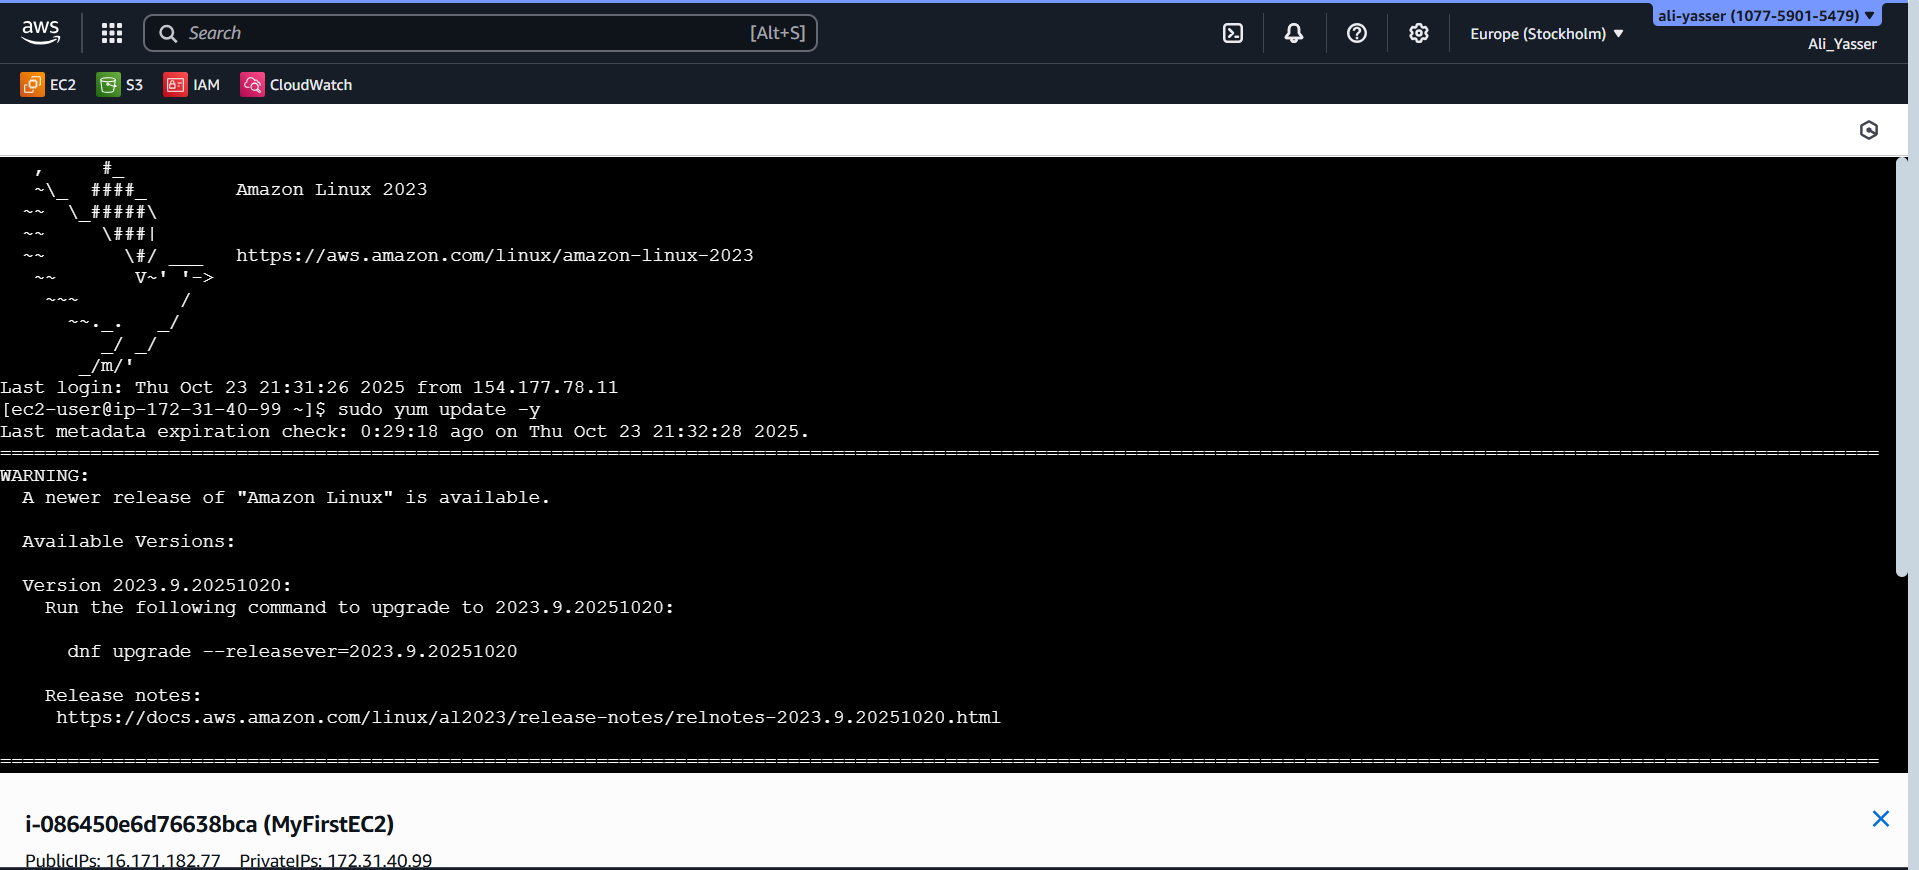 aws
Search [Alt+S]
Europe (Stockholm) ▼
ali-yasser (1077-5901-5479) ▼
Ali_Yasser
EC2 S3 IAM CloudWatch
   ,     #_
   ~\_  ####_        Amazon Linux 2023
  ~~  \_#####\
  ~~     \###|
  ~~       \#/ ___   https://aws.amazon.com/linux/amazon-linux-2023
   ~~       V~' '->
    ~~~         /
      ~~._.   _/
         _/ _/
       _/m/'
Last login: Thu Oct 23 21:31:26 2025 from 154.177.78.11
[ec2-user@ip-172-31-40-99 ~]$ sudo yum update -y
Last metadata expiration check: 0:29:18 ago on Thu Oct 23 21:32:28 2025.
=======================================================================================================================================================================
WARNING:
  A newer release of "Amazon Linux" is available.
  Available Versions:
  Version 2023.9.20251020:
    Run the following command to upgrade to 2023.9.20251020:
      dnf upgrade --releasever=2023.9.20251020
    Release notes:
     https://docs.aws.amazon.com/linux/al2023/release-notes/relnotes-2023.9.20251020.html
=======================================================================================================================================================================
i-086450e6d76638bca (MyFirstEC2)
PublicIPs: 16.171.182.77 PrivateIPs: 172.31.40.99